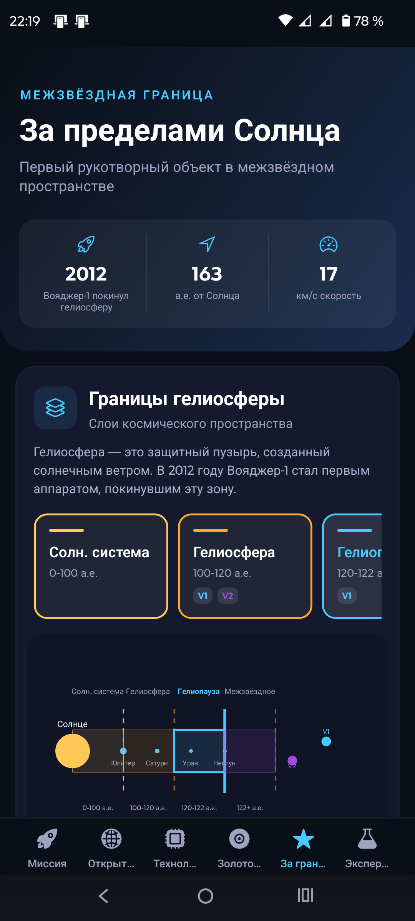 22:19
78 %
МЕЖЗВЁЗДНАЯ ГРАНИЦА
За пределами Солнца
Первый рукотворный объект в межзвёздном
пространстве
2012
Вояджер-1 покинул
гелиосферу
163
а.е. от Солнца
17
км/с скорость
Границы гелиосферы
Слои космического пространства
Гелиосфера — это защитный пузырь, созданный
солнечным ветром. В 2012 году Вояджер-1 стал первым
аппаратом, покинувшим эту зону.
Солн. система
0-100 а.е.
Гелиосфера
100-120 а.е.
V1 V2
Гелиоп
120-122 а
V1
Солн. система Гелиосфера Гелиопауза Межзвёздное
Солнце
V1
Юпитер Сатурн Уран Нептун
0-100 а.е. 100-120 а.е. 120-122 а.е. 122+ а.е.
Миссия Открыт... Технол... Золото... За гран... Экспер...